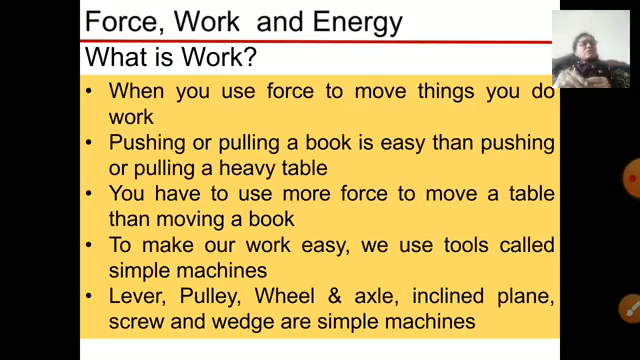 Force, Work and Energy
What is Work?
• When you use force to move things you do
work
• Pushing or pulling a book is easy than pushing
or pulling a heavy table
• You have to use more force to move a table
than moving a book
• To make our work easy, we use tools called
simple machines
• Lever, Pulley, Wheel & axle, inclined plane,
screw and wedge are simple machines